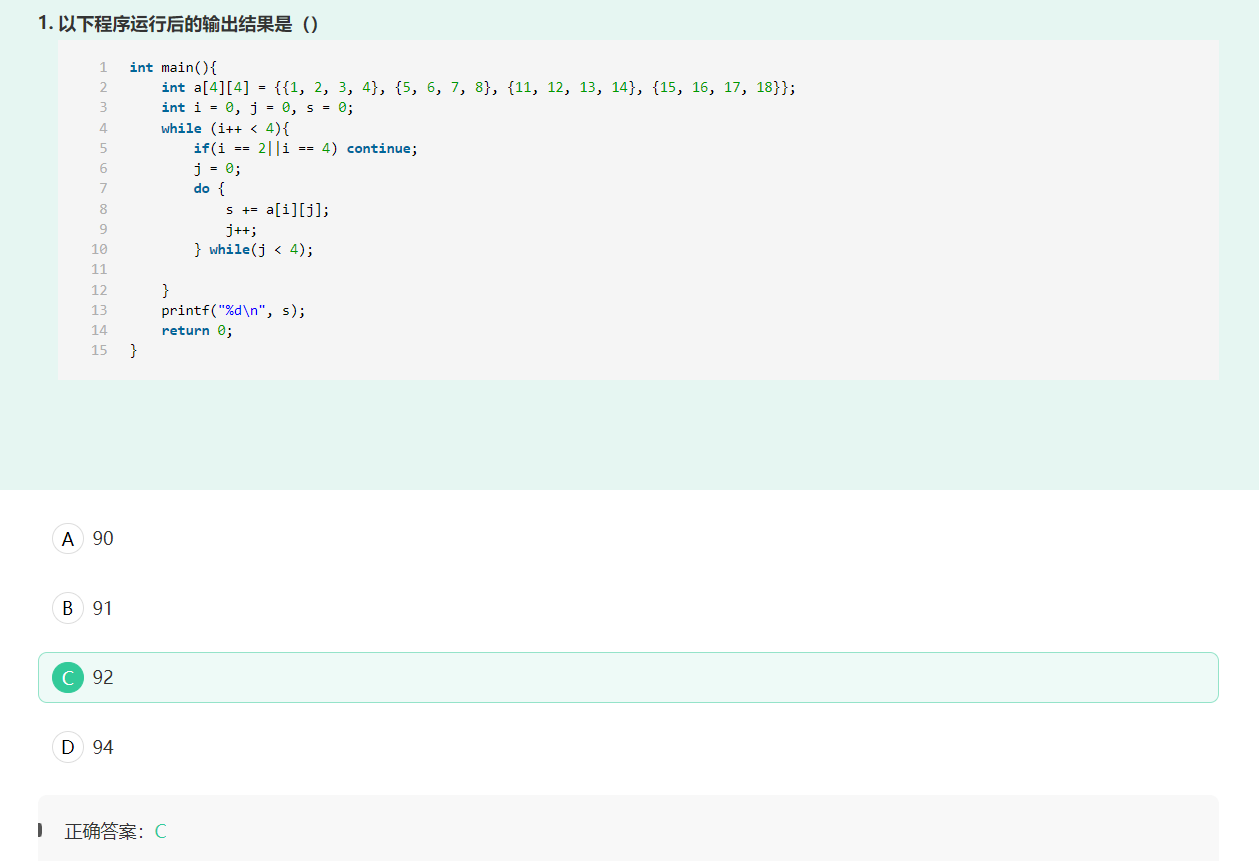 1. 以下程序运行后的输出结果是（）
1 int main(){
2     int a[4][4] = {{1, 2, 3, 4}, {5, 6, 7, 8}, {11, 12, 13, 14}, {15, 16, 17, 18}};
3     int i = 0, j = 0, s = 0;
4     while (i++ < 4){
5         if(i == 2||i == 4) continue;
6         j = 0;
7         do {
8             s += a[i][j];
9             j++;
10         } while(j < 4);
11
12     }
13     printf("%d\n", s);
14     return 0;
15 }
A 90
B 91
C 92
D 94
正确答案：C